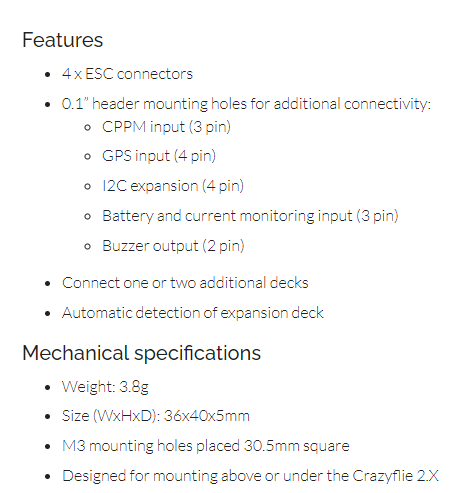 Features
• 4 x ESC connectors
• 0.1” header mounting holes for additional connectivity:
◦ CPPM input (3 pin)
◦ GPS input (4 pin)
◦ I2C expansion (4 pin)
◦ Battery and current monitoring input (3 pin)
◦ Buzzer output (2 pin)
• Connect one or two additional decks
• Automatic detection of expansion deck
Mechanical specifications
• Weight: 3.8g
• Size (WxHxD): 36x40x5mm
• M3 mounting holes placed 30.5mm square
• Designed for mounting above or under the Crazyflie 2.X